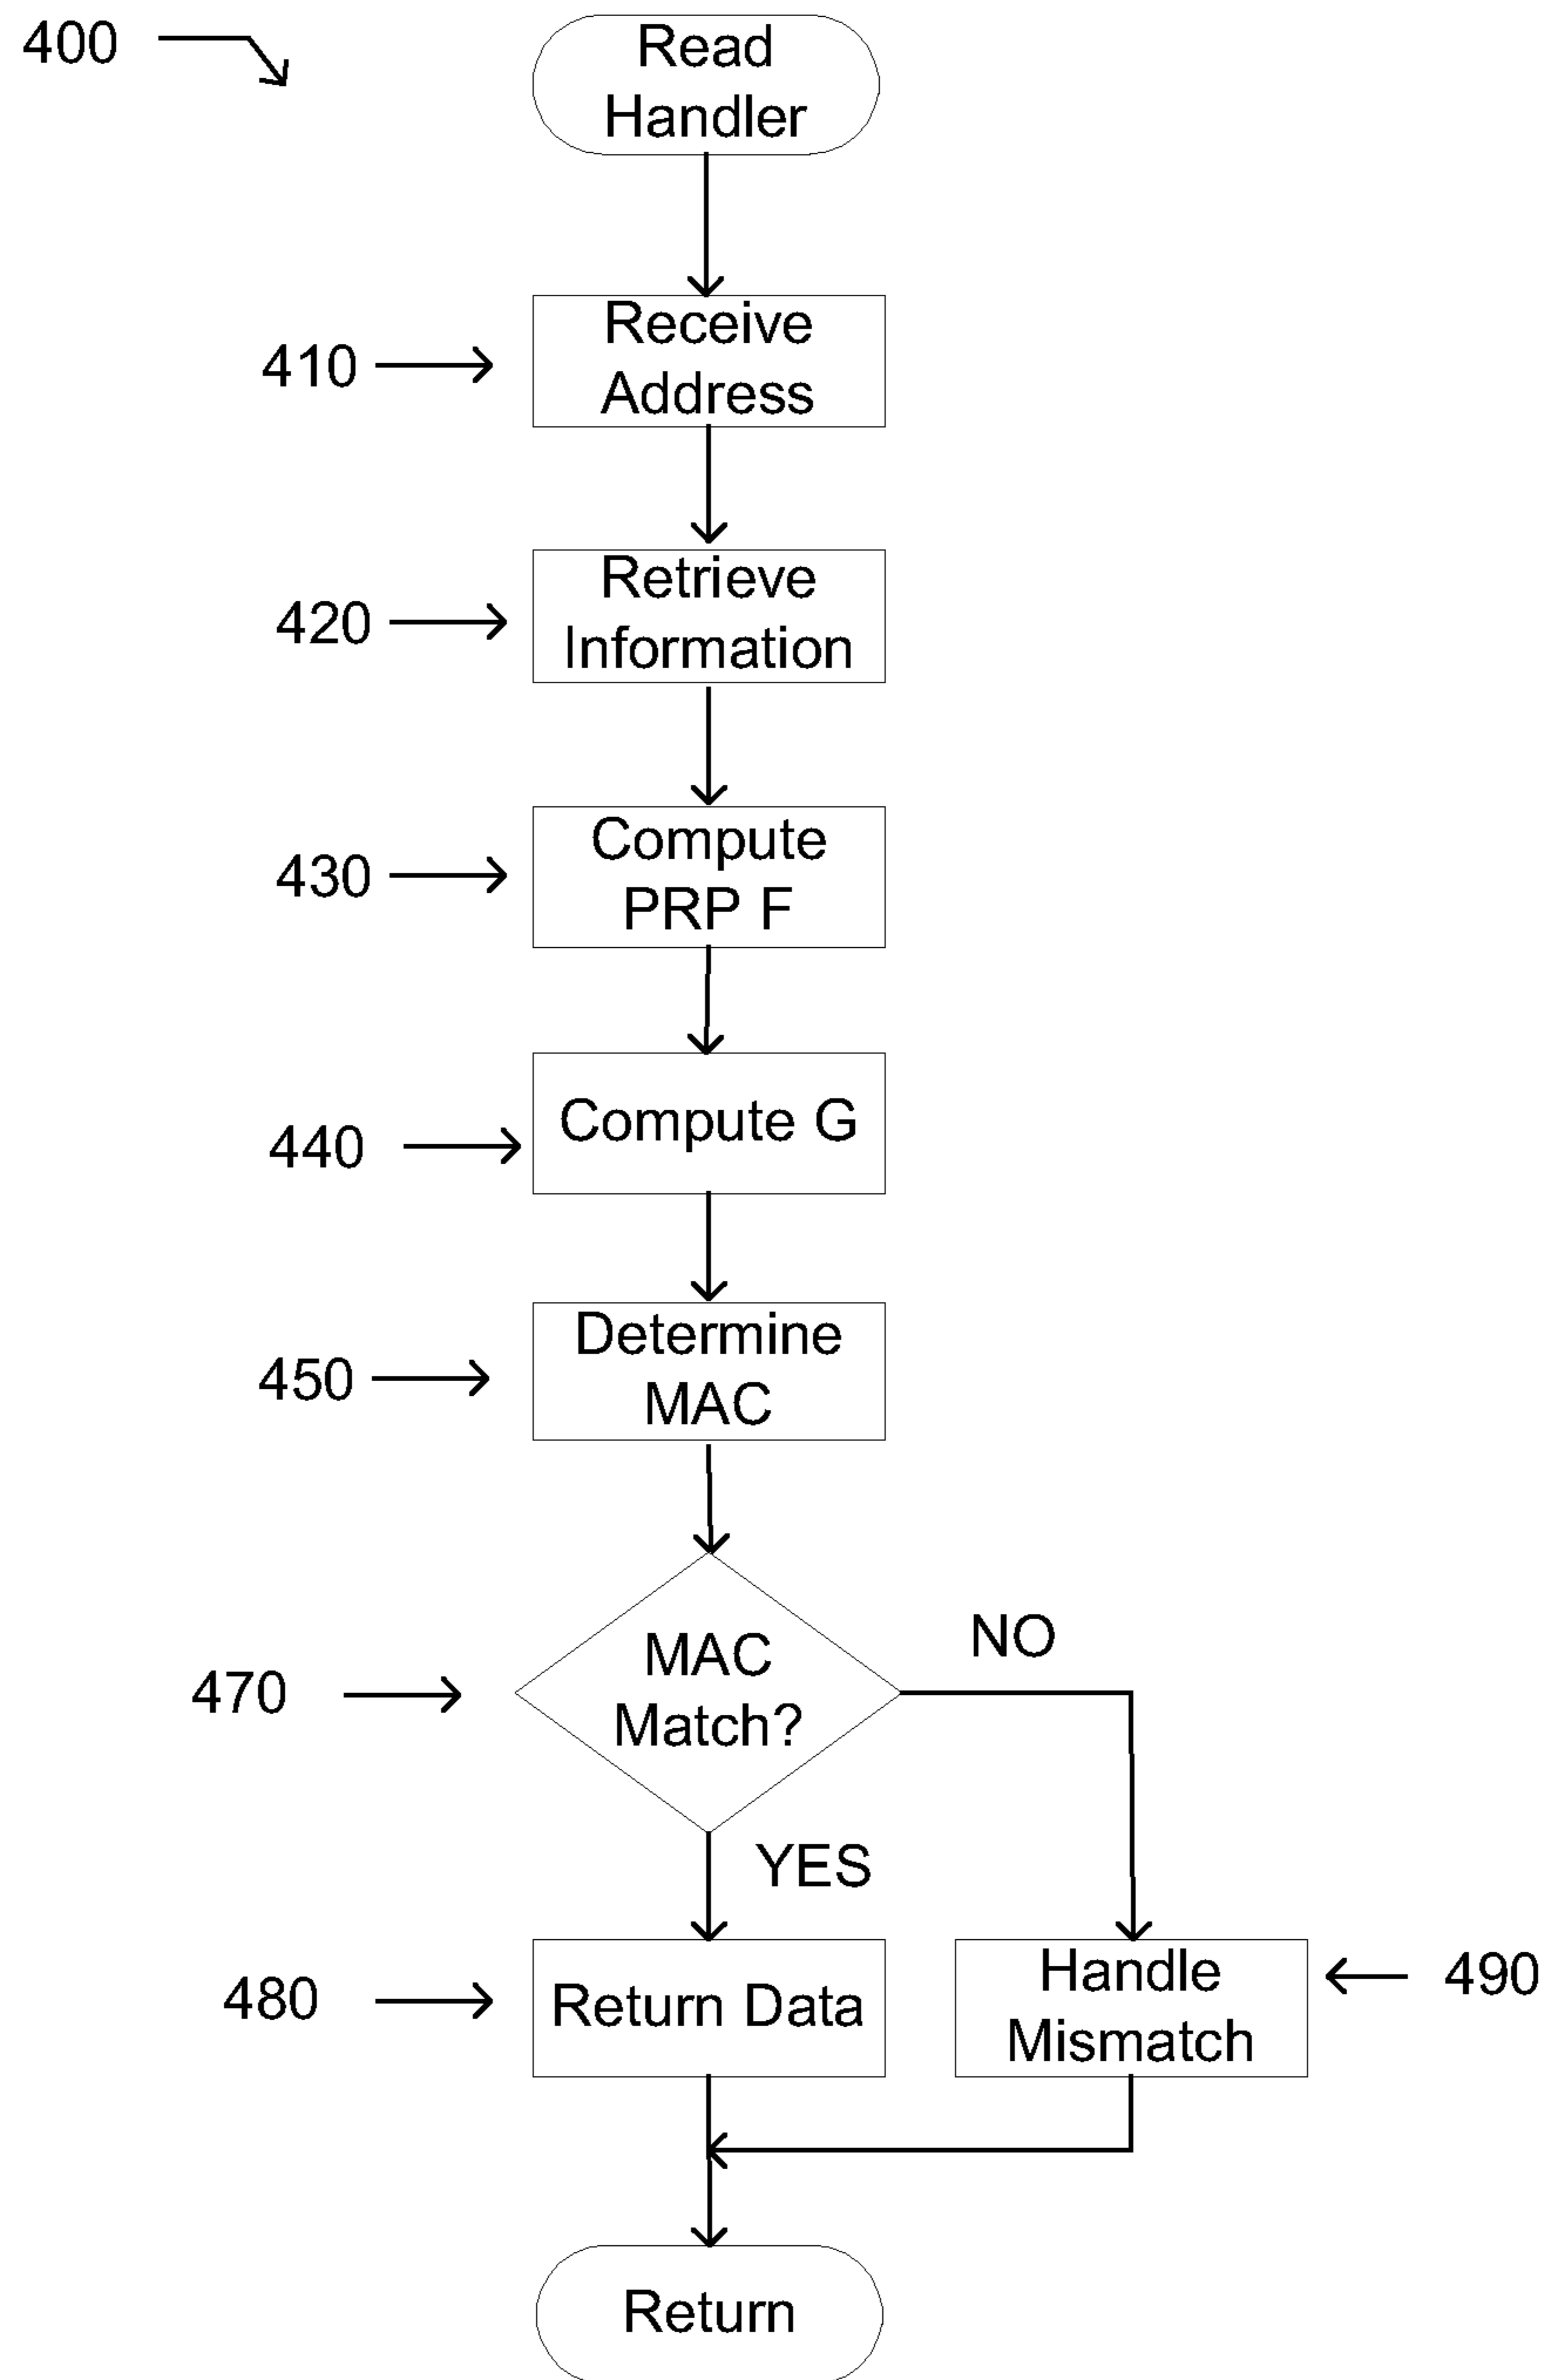 400
Read
Handler
410
Receive
Address
420
Retrieve
Information
430
Compute
PRP F
440
Compute G
450
Determine
MAC
470
MAC
Match?
NO
YES
480
Return Data
Handle
Mismatch
490
Return